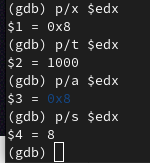 (gdb) p/x $edx
$1 = 0x8
(gdb) p/t $edx
$2 = 1000
(gdb) p/a $edx
$3 = 0x8
(gdb) p/s $edx
$4 = 8
(gdb)